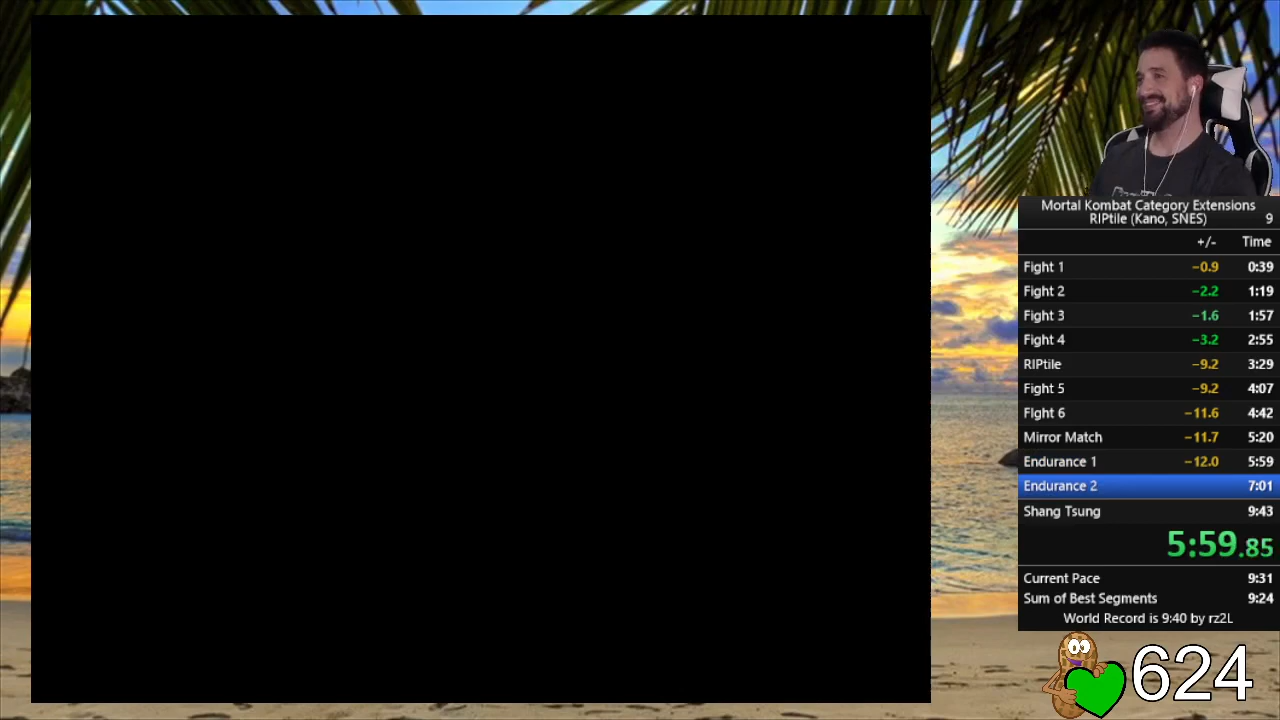 Mortal Kombat Category Extensions
RIPtile (Kano, SNES) 9
+/- Time
Fight 1 −0.9 0:39
Fight 2 −2.2 1:19
Fight 3 −1.6 1:57
Fight 4 −3.2 2:55
RIPtile −9.2 3:29
Fight 5 −9.2 4:07
FIght 6 −11.6 4:42
Mirror Match −11.7 5:20
Endurance 1 −12.0 5:59
Endurance 2 7:01
Shang Tsung 9:43
5:59.85
Current Pace 9:31
Sum of Best Segments 9:24
World Record is 9:40 by rz2L
624